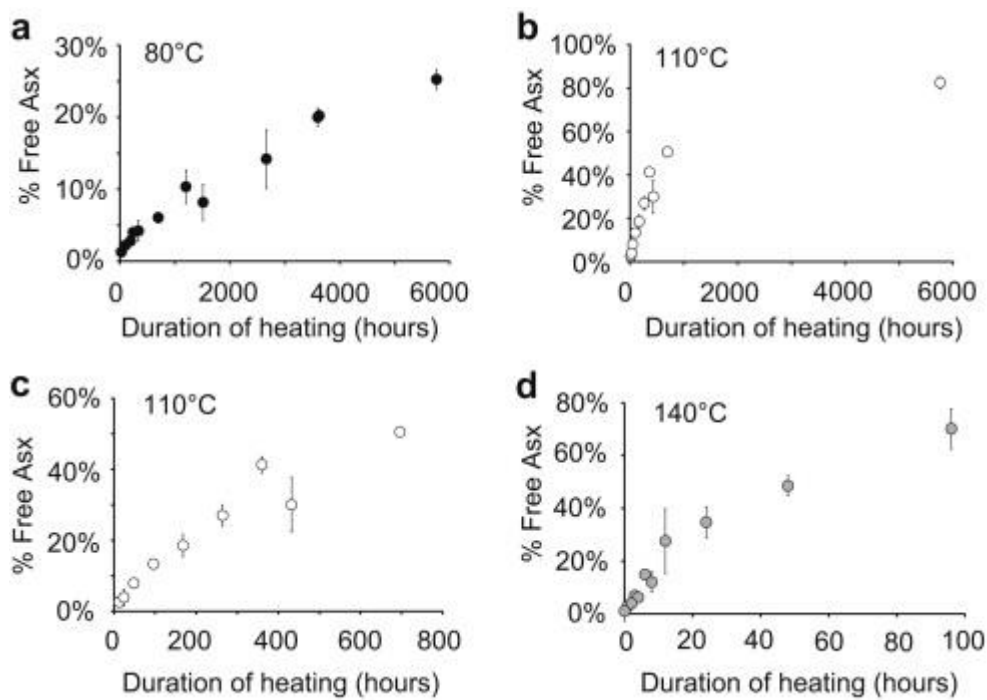 a
80°C
30%
20%
10%
0%
% Free Asx
0 2000 4000 6000
Duration of heating (hours)
b
110°C
100%
80%
60%
40%
20%
0%
% Free Asx
0 2000 4000 6000
Duration of heating (hours)
c
110°C
60%
40%
20%
0%
% Free Asx
0 200 400 600 800
Duration of heating (hours)
d
140°C
80%
60%
40%
20%
0%
% Free Asx
0 20 40 60 80 100
Duration of heating (hours)